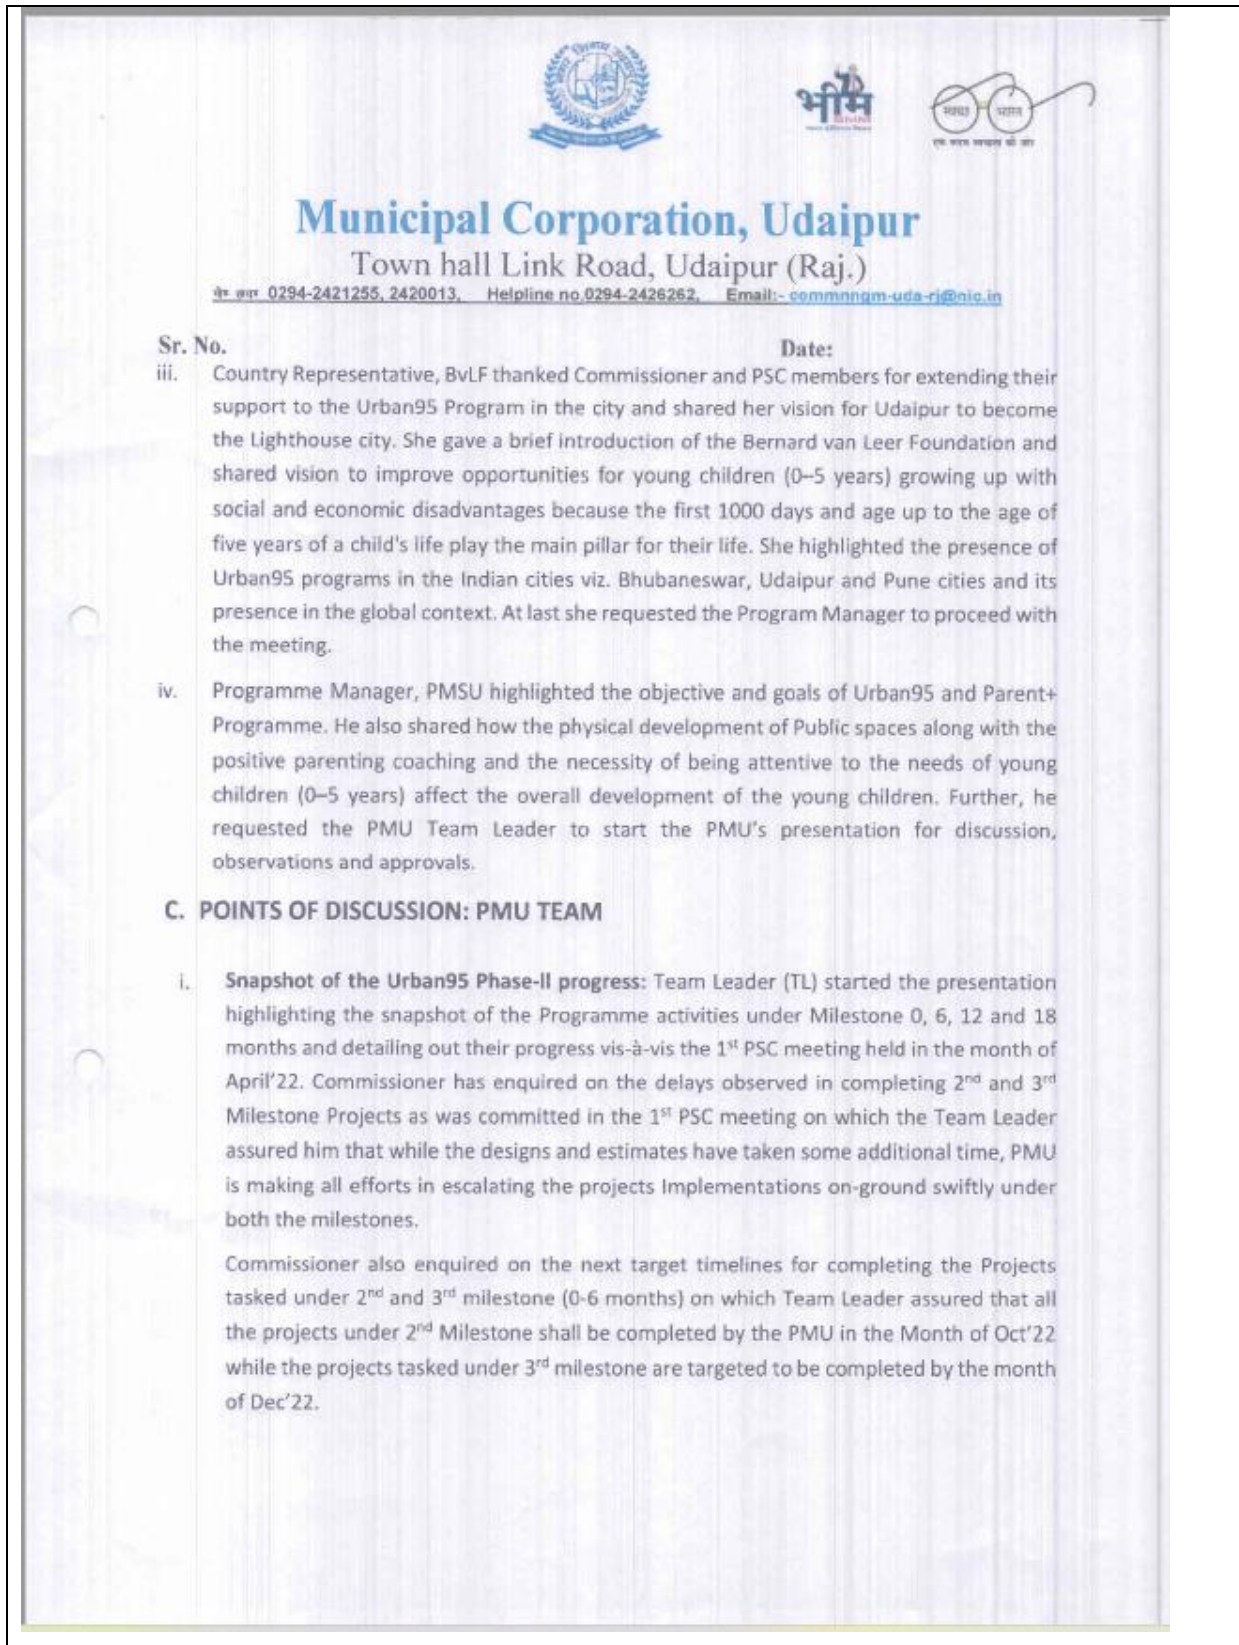 भीम
स्वच्छ भारत
एक कदम स्वच्छता की ओर
Municipal Corporation, Udaipur
Town hall Link Road, Udaipur (Raj.)
0294-2421255, 2420013, Helpline no.0294-2426262, Email:- commnngm-uda-rj@nic.in
Sr. No. Date:
iii. Country Representative, BvLF thanked Commissioner and PSC members for extending their
support to the Urban95 Program in the city and shared her vision for Udaipur to become
the Lighthouse city. She gave a brief introduction of the Bernard van Leer Foundation and
shared vision to improve opportunities for young children (0–5 years) growing up with
social and economic disadvantages because the first 1000 days and age up to the age of
five years of a child's life play the main pillar for their life. She highlighted the presence of
Urban95 programs in the Indian cities viz. Bhubaneswar, Udaipur and Pune cities and its
presence in the global context. At last she requested the Program Manager to proceed with
the meeting.
iv. Programme Manager, PMSU highlighted the objective and goals of Urban95 and Parent+
Programme. He also shared how the physical development of Public spaces along with the
positive parenting coaching and the necessity of being attentive to the needs of young
children (0–5 years) affect the overall development of the young children. Further, he
requested the PMU Team Leader to start the PMU's presentation for discussion,
observations and approvals.
C. POINTS OF DISCUSSION: PMU TEAM
i. Snapshot of the Urban95 Phase-II progress: Team Leader (TL) started the presentation
highlighting the snapshot of the Programme activities under Milestone 0, 6, 12 and 18
months and detailing out their progress vis-à-vis the 1st PSC meeting held in the month of
April'22. Commissioner has enquired on the delays observed in completing 2nd and 3rd
Milestone Projects as was committed in the 1st PSC meeting on which the Team Leader
assured him that while the designs and estimates have taken some additional time, PMU
is making all efforts in escalating the projects Implementations on-ground swiftly under
both the milestones.
Commissioner also enquired on the next target timelines for completing the Projects
tasked under 2nd and 3rd milestone (0-6 months) on which Team Leader assured that all
the projects under 2nd Milestone shall be completed by the PMU in the Month of Oct'22
while the projects tasked under 3rd milestone are targeted to be completed by the month
of Dec'22.